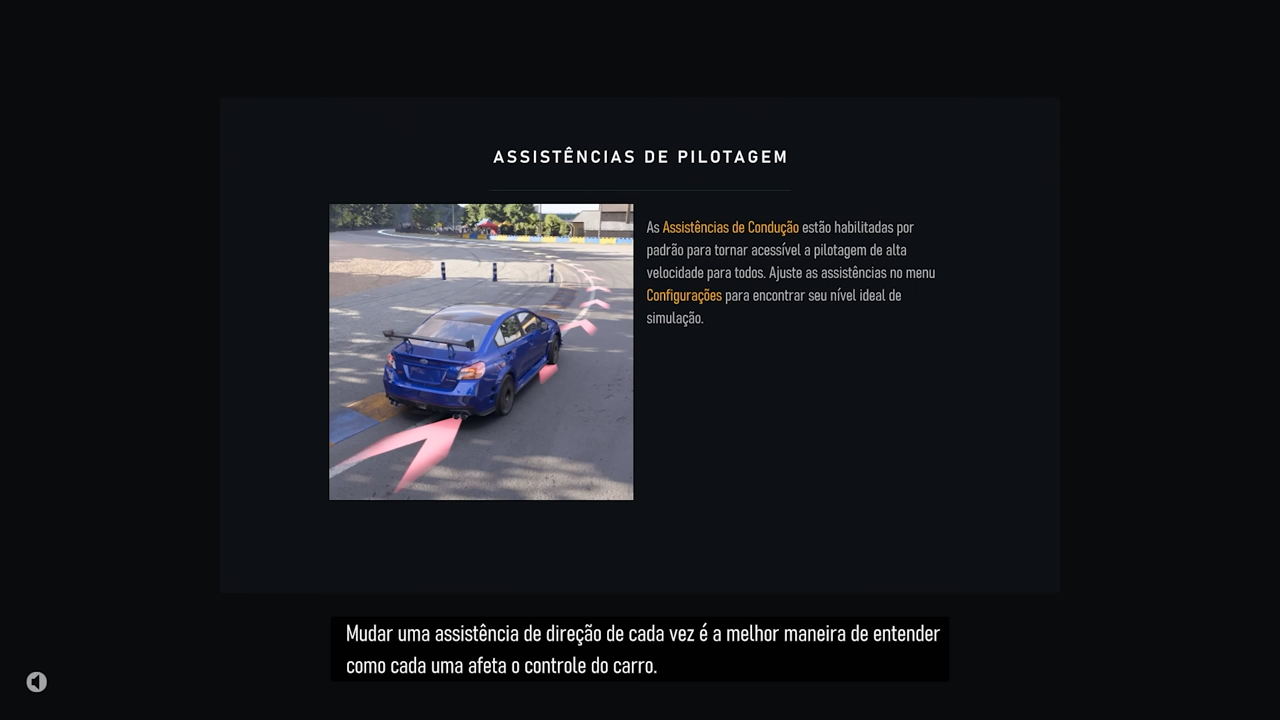 ASSISTÊNCIAS DE PILOTAGEM
As Assistências de Condução estão habilitadas por
padrão para tornar acessível a pilotagem de alta
velocidade para todos. Ajuste as assistências no menu
Configurações para encontrar seu nível ideal de
simulação.
Mudar uma assistência de direção de cada vez é a melhor maneira de entender
como cada uma afeta o controle do carro.